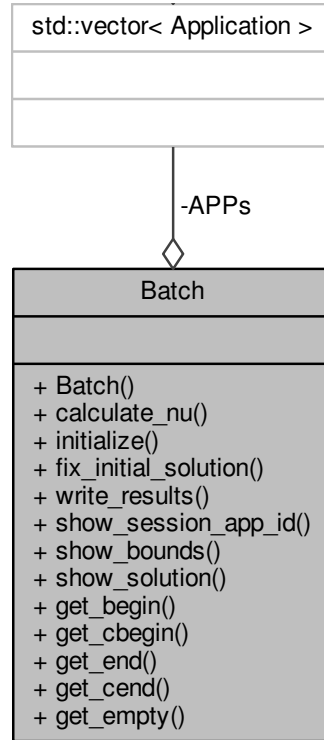 std::vector< Application >
-APPs
Batch
+ Batch()
+ calculate_nu()
+ initialize()
+ fix_initial_solution()
+ write_results()
+ show_session_app_id()
+ show_bounds()
+ show_solution()
+ get_begin()
+ get_cbegin()
+ get_end()
+ get_cend()
+ get_empty()